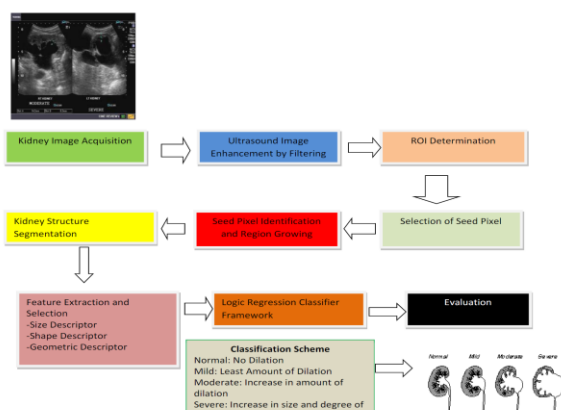 MODERATE
Kidney Image Acquisition
Ultrasound Image
Enhancement by Filtering
ROI Determination
Kidney Structure
Segmentation
Seed Pixel Identification
and Region Growing
Selection of Seed Pixel
Feature Extraction and
Selection
-Size Descriptor
-Shape Descriptor
-Geometric Descriptor
Logic Regression Classifier
Framework
Evaluation
Classification Scheme
Normal: No Dilation
Mild: Least Amount of Dilation
Moderate: Increase in amount of
dilation
Severe: Increase in size and degree of
Normal Mild Moderate Severe